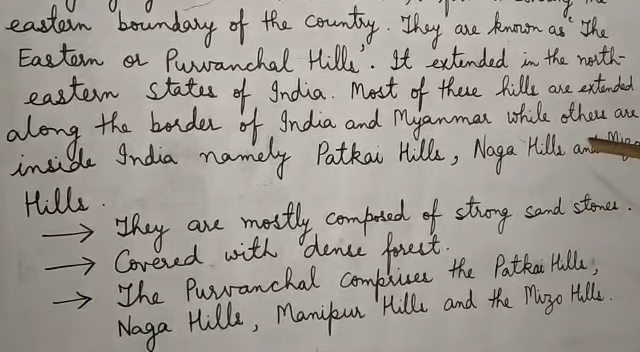 eastern boundary of the country. They are known as 'The
Eastern or Purvanchal Hills'. It extended in the north-
eastern States of India. Most of these hills are extended
along the border of India and Myanmar while others are
inside India namely Patkai Hills, Naga Hills and Mizo
Hills.
→ They are mostly composed of strong sand stones.
→ Covered with dense forest.
→ The Purvanchal comprises the Patkai Hills,
Naga Hills, Manipur Hills and the Mizo Hills.